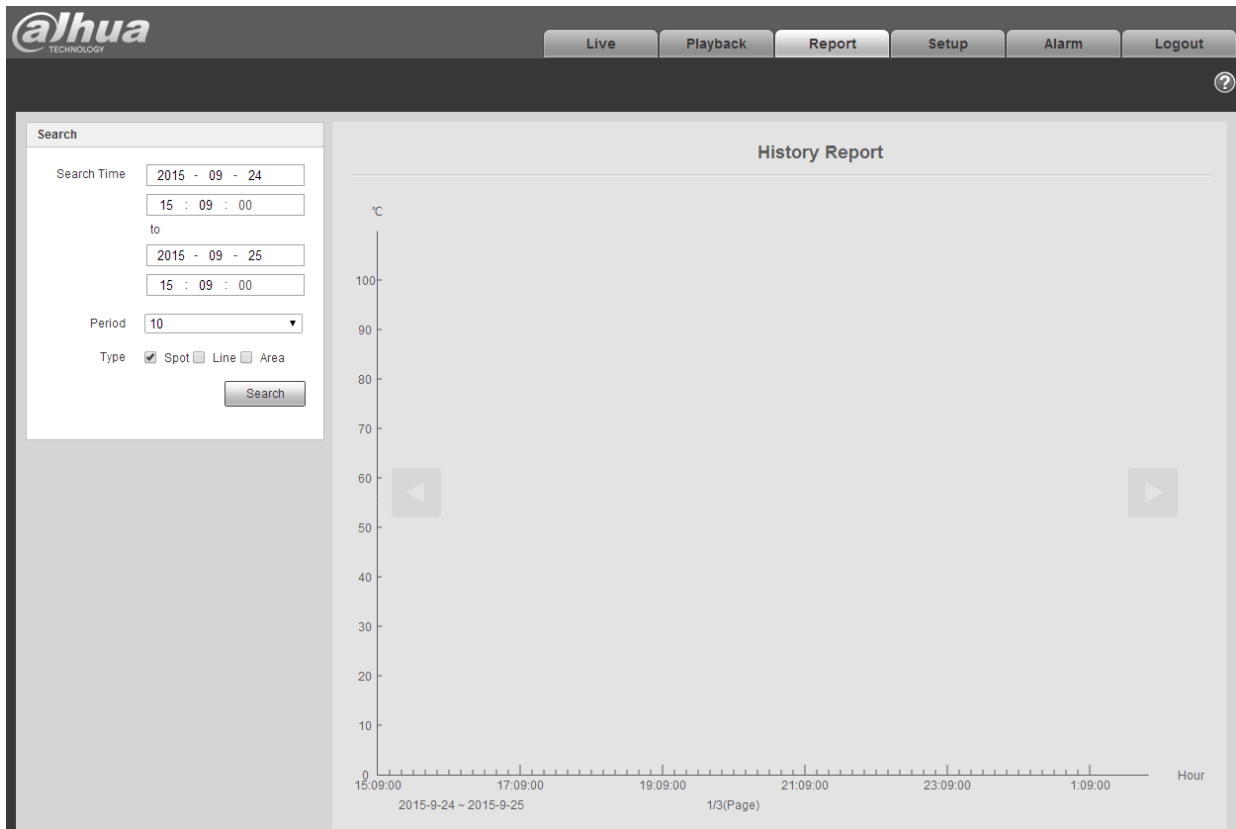 alhua
TECHNOLOGY
Live Playback Report Setup Alarm Logout
?
Search
Search Time 2015 - 09 - 24
15 : 09 : 00
to
2015 - 09 - 25
15 : 09 : 00
Period 10
Type Spot Line Area
Search
History Report
℃
100
90
80
70
60
50
40
30
20
10
0
15:09:00 17:09:00 19:09:00 21:09:00 23:09:00 1:09:00 Hour
2015-9-24 ~ 2015-9-25 1/3(Page)